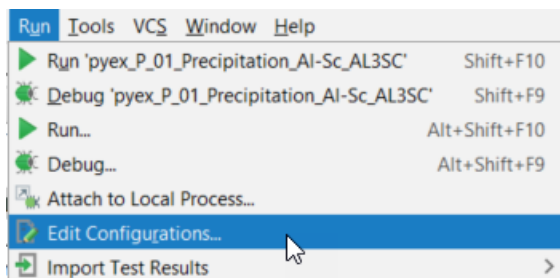 Run Tools VCS Window Help
Run 'pyex_P_01_Precipitation_Al-Sc_AL3SC' Shift+F10
Debug 'pyex_P_01_Precipitation_Al-Sc_AL3SC' Shift+F9
Run... Alt+Shift+F10
Debug... Alt+Shift+F9
Attach to Local Process...
Edit Configurations...
Import Test Results